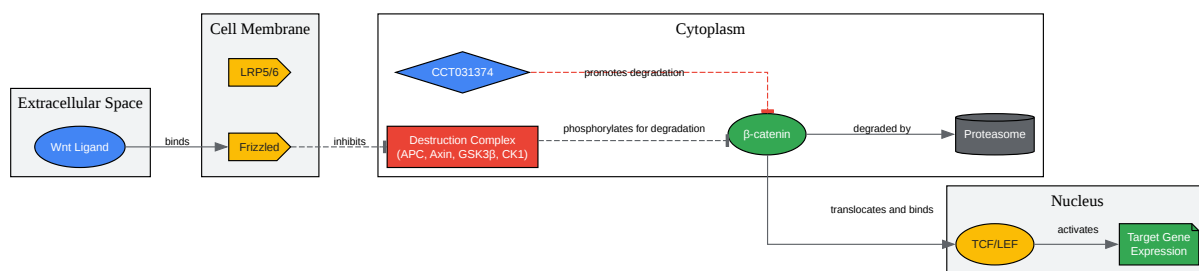 Cell Membrane
Cytoplasm
LRP5/6
CCT031374
promotes degradation
Extracellular Space
Wnt Ligand
binds
Frizzled
inhibits
Destruction Complex
(APC, Axin, GSK3β, CK1)
phosphorylates for degradation
β-catenin
degraded by
Proteasome
translocates and binds
Nucleus
TCF/LEF
activates
Target Gene
Expression